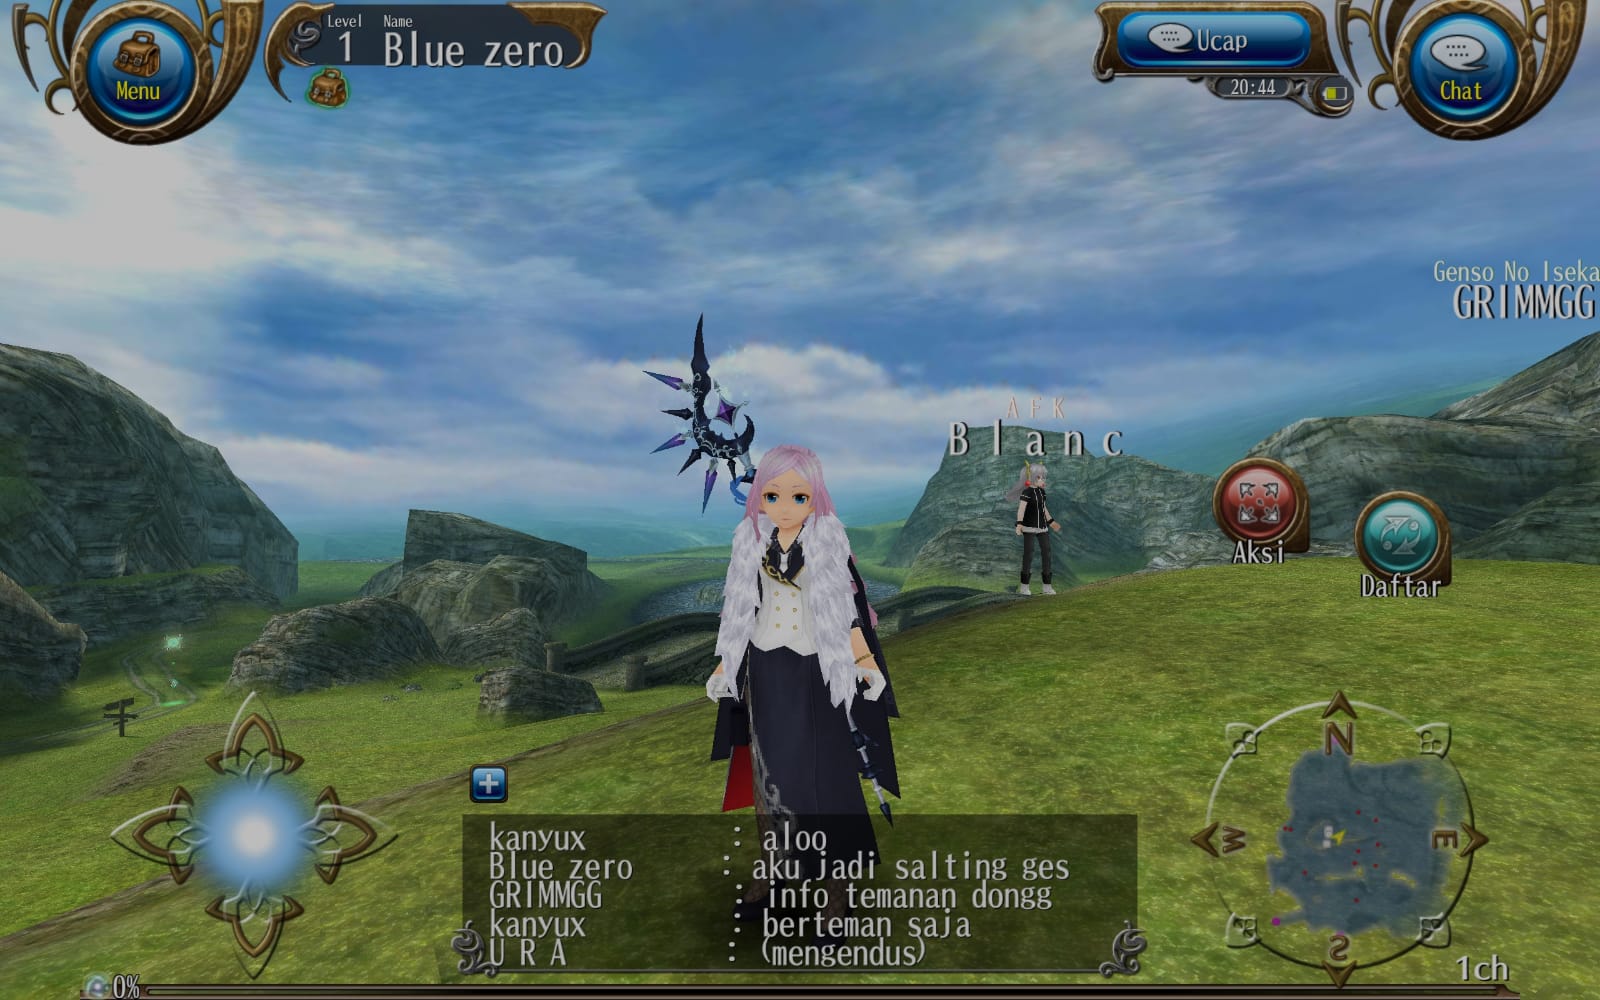 Menu
Level Name
1 Blue zero
Ucap
20:44
Chat
Genso No Iseka
GRIMMGG
AFK
Blanc
Aksi
Daftar
N
W
E
S
kanyux : aloo
Blue zero : aku jadi salting ges
GRIMMGG : info temanan dongg
kanyux : berteman saja
U R A : (mengendus)
1ch
0%